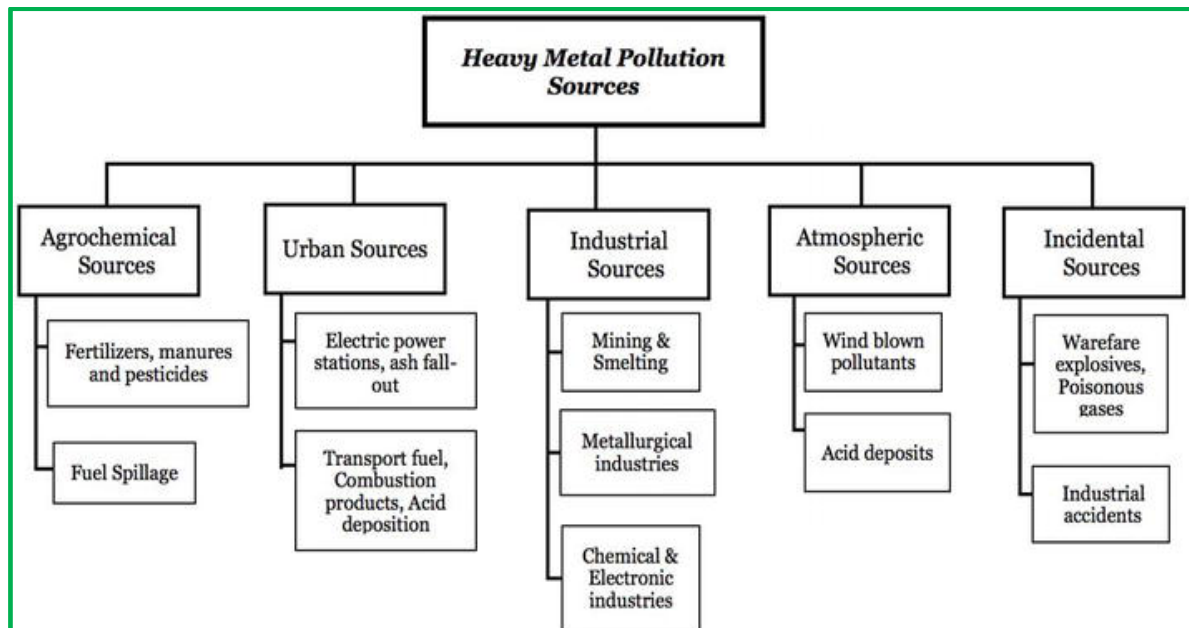 Heavy Metal Pollution
Sources
Agrochemical
Sources
Urban Sources
Industrial
Sources
Atmospheric
Sources
Incidental
Sources
Fertilizers, manures
and pesticides
Fuel Spillage
Electric power
stations, ash fall-
out
Transport fuel,
Combustion
products, Acid
deposition
Mining &
Smelting
Metallurgical
industries
Chemical &
Electronic
industries
Wind blown
pollutants
Acid deposits
Warefare
explosives,
Poisonous
gases
Industrial
accidents